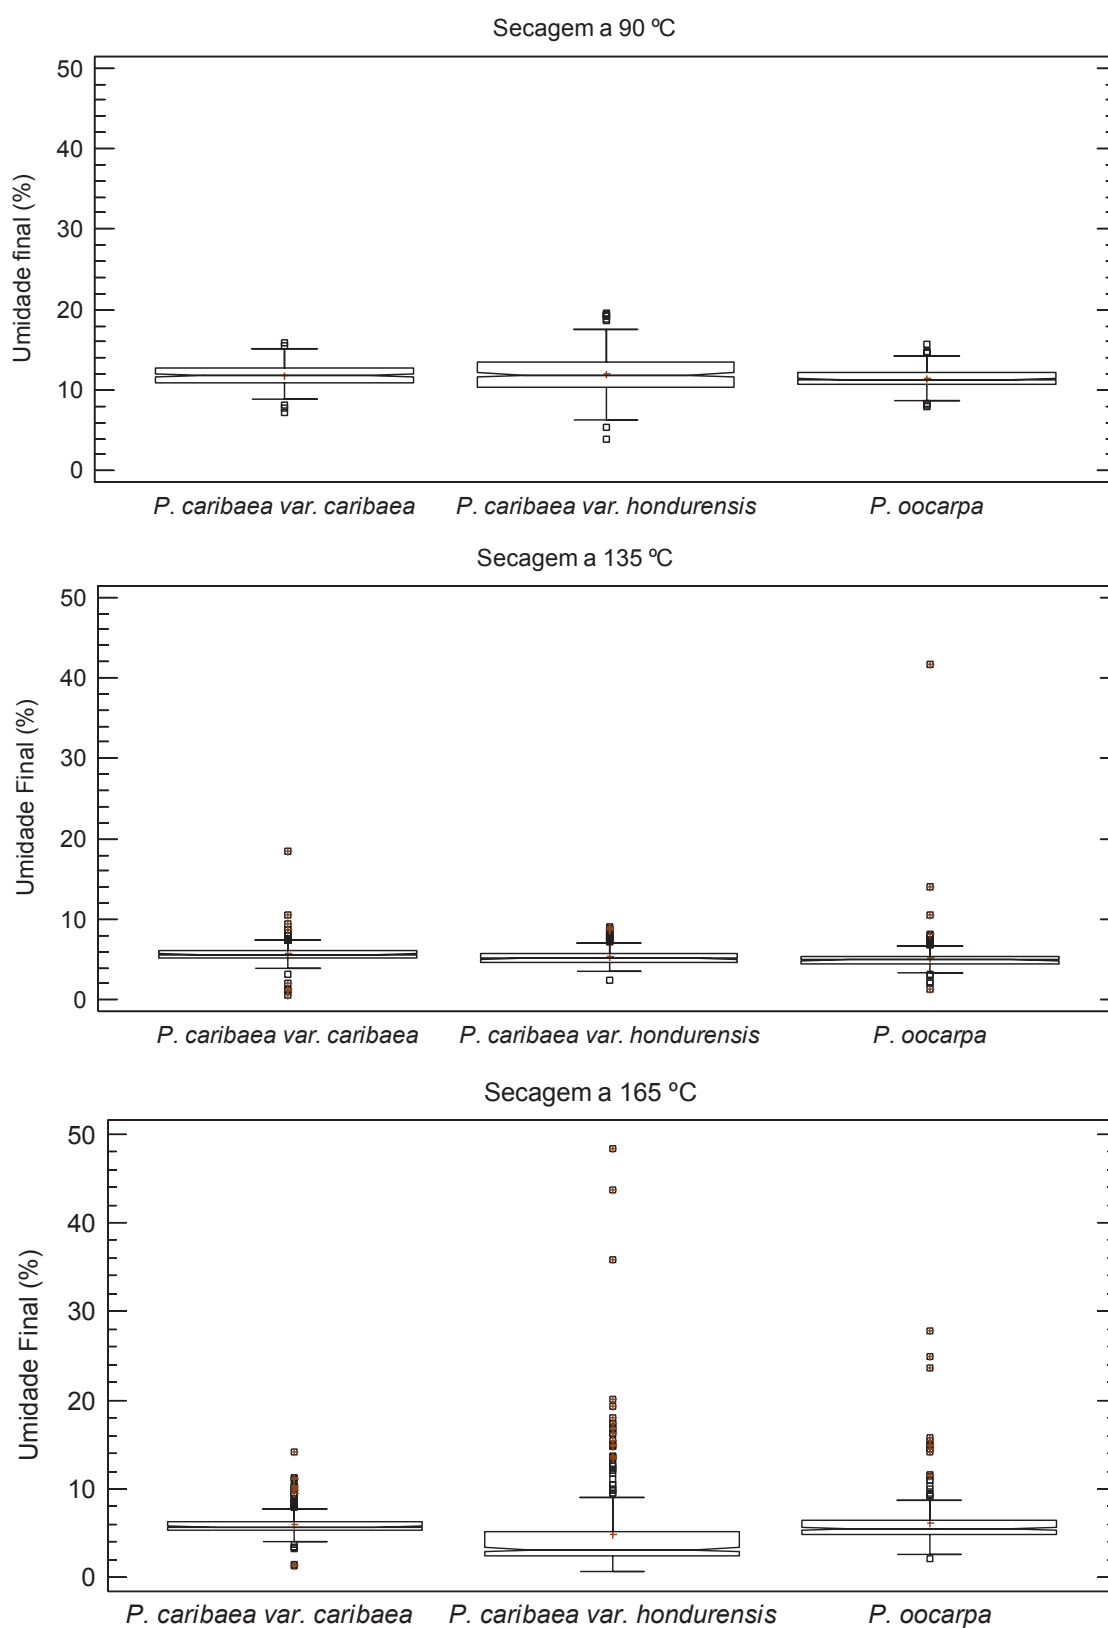 Secagem a 90 ºC
50
40
30
20
10
0
Umidade final (%)
P. caribaea var. caribaea P. caribaea var. hondurensis P. oocarpa
Secagem a 135 ºC
50
40
30
20
10
0
Umidade Final (%)
P. caribaea var. caribaea P. caribaea var. hondurensis P. oocarpa
Secagem a 165 ºC
50
40
30
20
10
0
Umidade Final (%)
P. caribaea var. caribaea P. caribaea var. hondurensis P. oocarpa